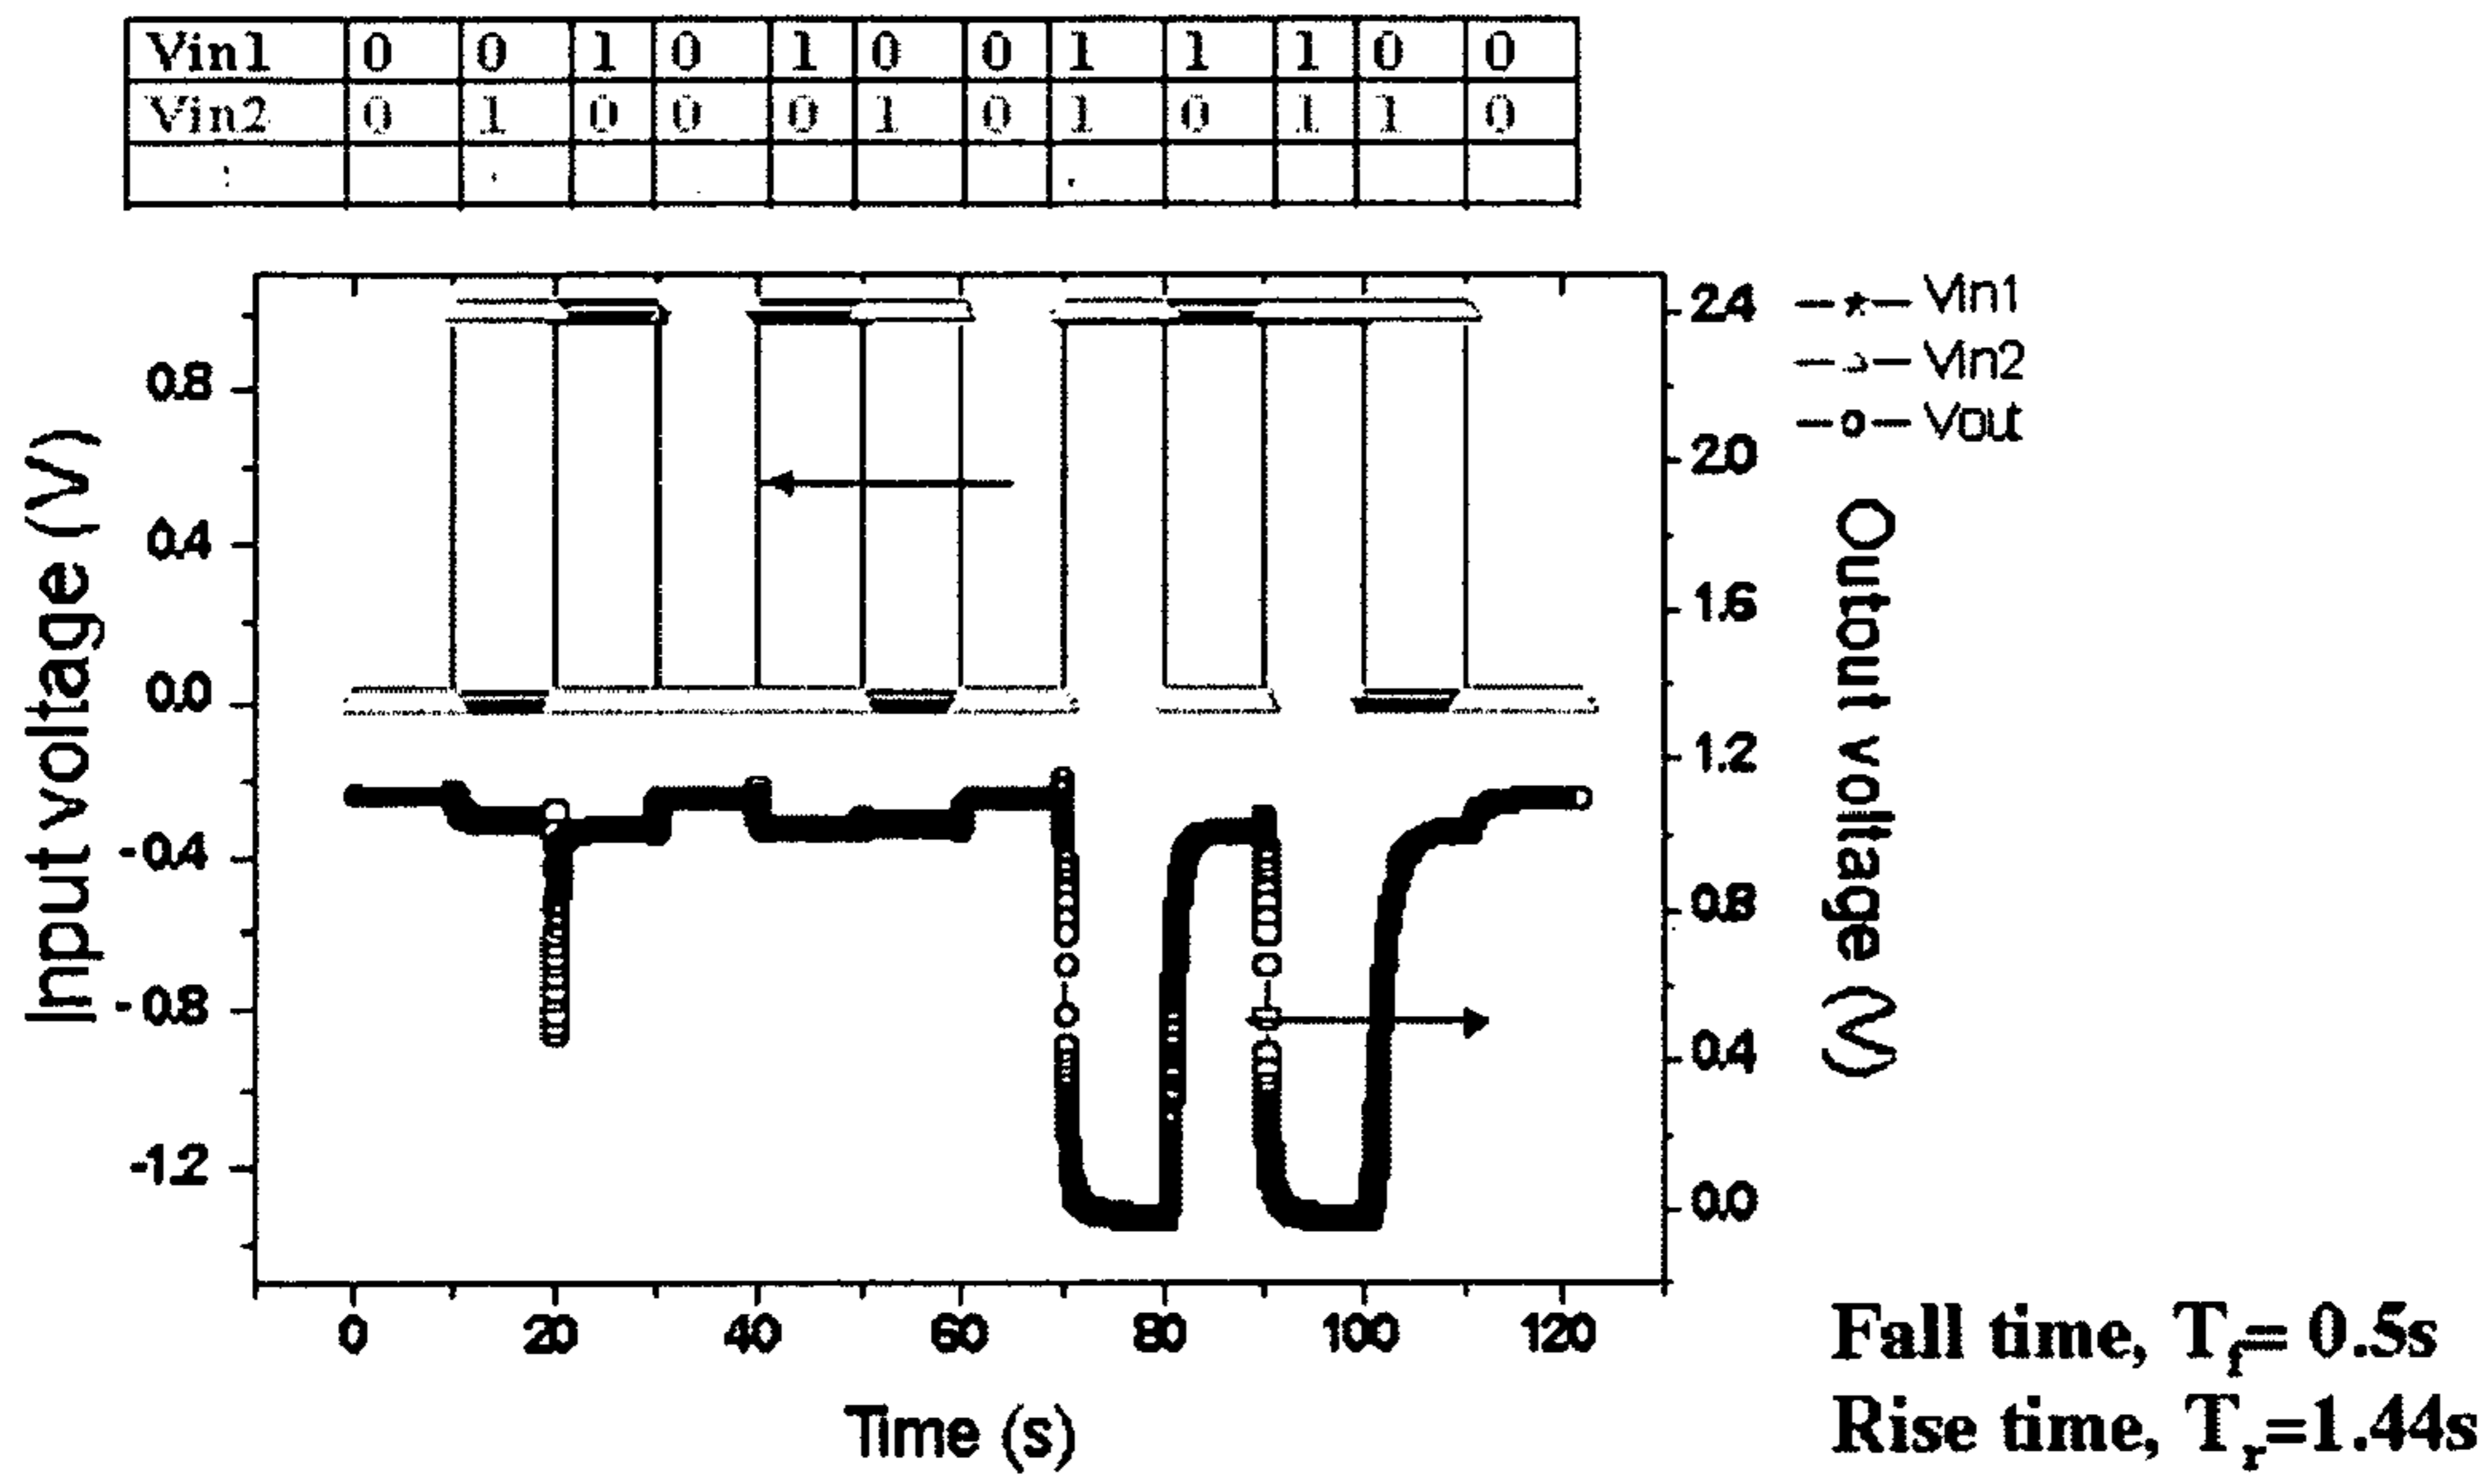 Vin1 0 0 1 0 1 0 0 1 1 1 0 0
Vin2 0 1 0 0 0 1 0 1 0 1 1 0
Vin1
Vin2
Vout
0.8
0.4
0.0
-0.4
-0.8
-1.2
Input voltage (V)
2.4
2.0
1.6
1.2
0.8
0.4
0.0
Outout voltage (V)
0 20 40 60 80 100 120
Time (s)
Fall time, Tf= 0.5s
Rise time, Tr=1.44s